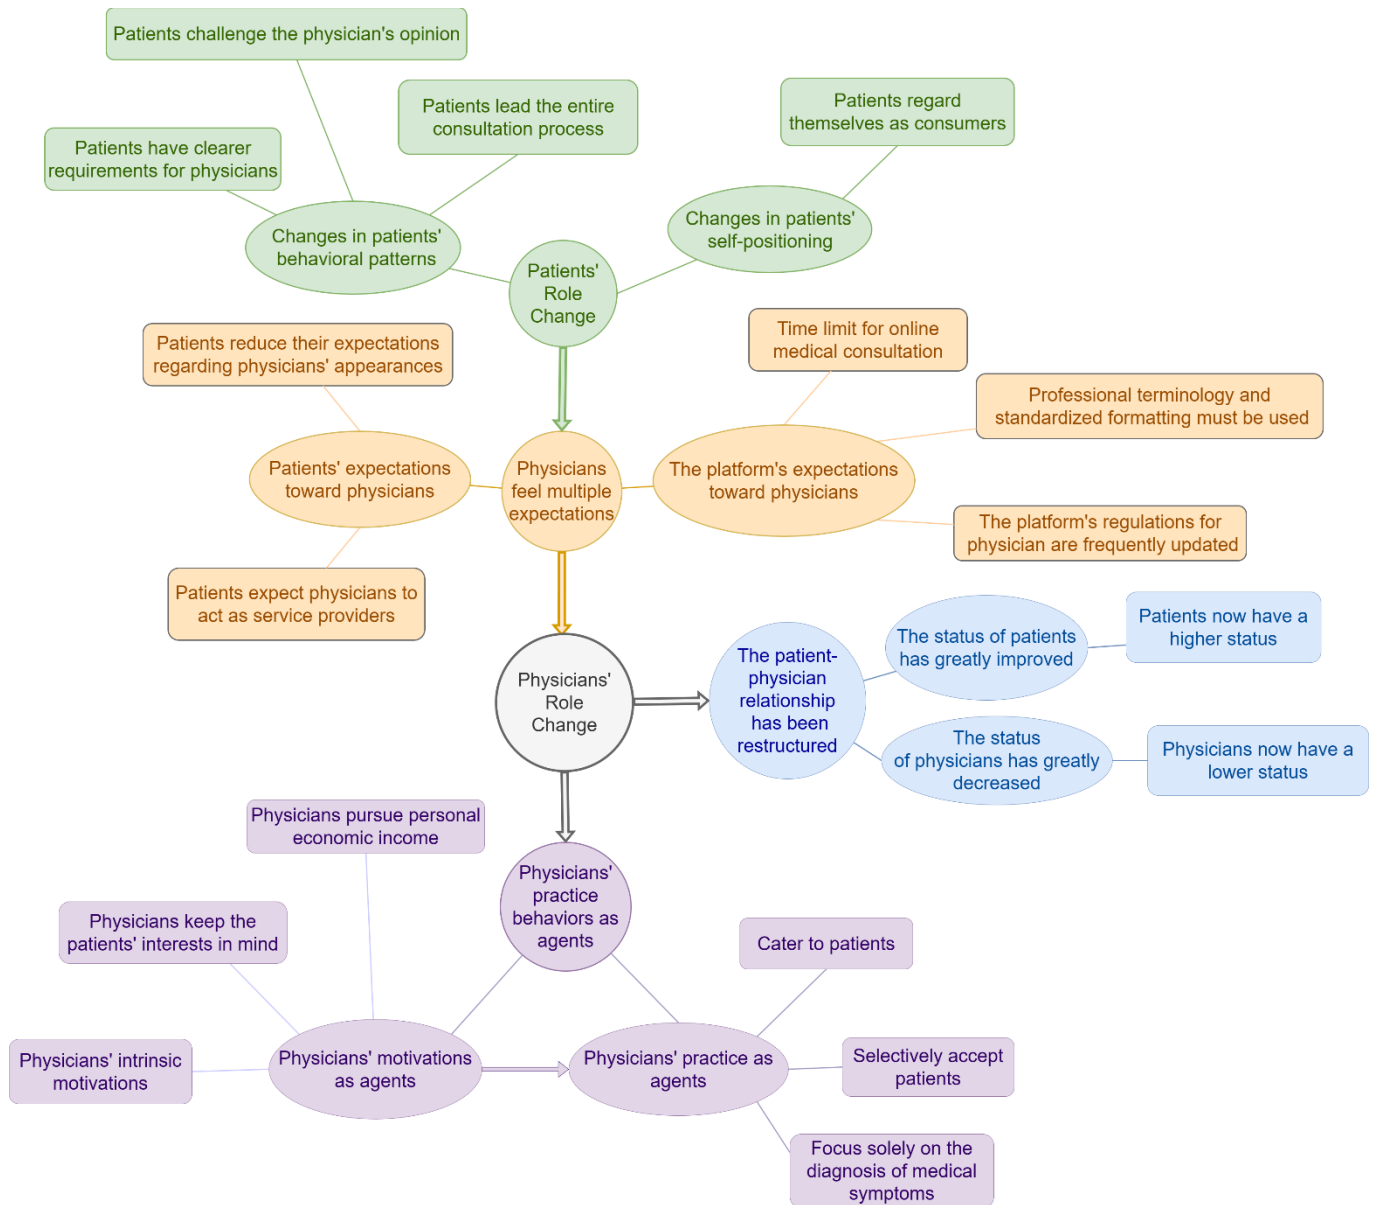 Patients challenge the physician's opinion
Patients lead the entire
consultation process
Patients regard
themselves as consumers
Patients have clearer
requirements for physicians
Changes in patients'
behavioral patterns
Changes in patients'
self-positioning
Patients'
Role
Change
Patients reduce their expectations
regarding physicians' appearances
Time limit for online
medical consultation
Professional terminology and
standardized formatting must be used
Patients' expectations
toward physicians
Physicians
feel multiple
expectations
The platform's expectations
toward physicians
The platform's regulations for
physician are frequently updated
Patients expect physicians to
act as service providers
Physicians'
Role
Change
The patient-
physician
relationship
has been
restructured
The status of patients
has greatly improved
Patients now have a
higher status
The status
of physicians has greatly
decreased
Physicians now have a
lower status
Physicians pursue personal
economic income
Physicians'
practice
behaviors as
agents
Physicians keep the
patients' interests in mind
Cater to patients
Physicians' intrinsic
motivations
Physicians' motivations
as agents
Physicians' practice as
agents
Selectively accept
patients
Focus solely on the
diagnosis of medical
symptoms